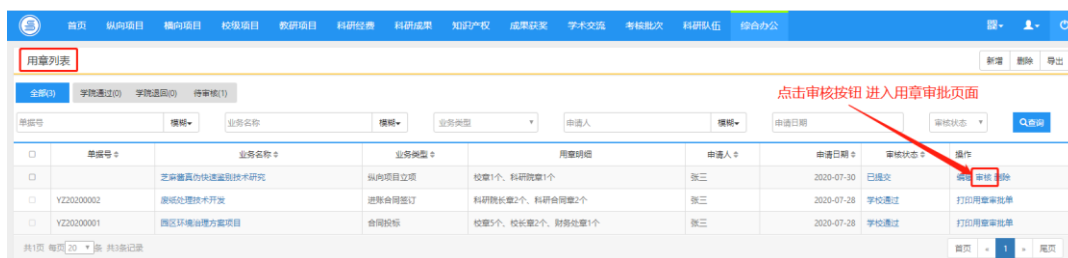 首页 纵向项目 横向项目 校级项目 教研项目 科研经费 科研成果 知识产权 成果获奖 学术交流 考核批次 科研队伍 综合办公
用章列表 新增 删除 导出
全部(3) 学院通过(0) 学院退回(0) 待审核(1) 点击审核按钮 进入用章审批页面
单据号 模糊 业务名称 模糊 业务类型 申请人 模糊 申请日期 审核状态 查询
单据号 业务名称 业务类型 用章明细 申请人 申请日期 审核状态 操作
芝麻酱真伪快速鉴别技术研究 纵向项目立项 校章1个、科研院章1个 张三 2020-07-30 已提交 编辑 审核 删除
YZ20200002 废纸处理技术开发 进账合同签订 科研院长章2个、科研合同章2个 张三 2020-07-28 学校通过 打印用章审批单
YZ20200001 园区环境治理方案项目 合同投标 校章5个、校长章2个、财务处章1个 张三 2020-07-28 学校通过 打印用章审批单
共1页 每页 20 条 共3条记录 首页 « 1 » 尾页